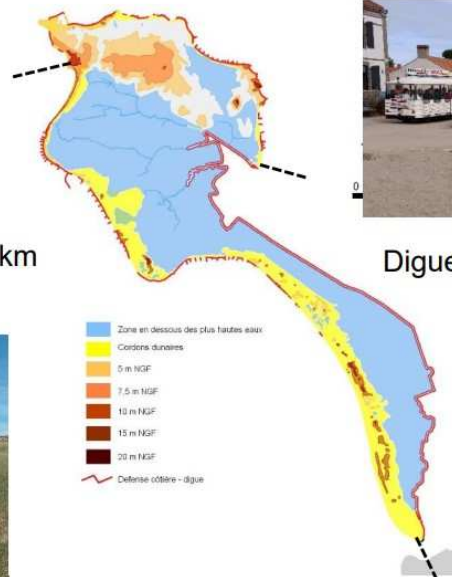 0
km
Digue
Zone en dessous des plus hautes eaux
Cordons dunaires
5 m NGF
7,5 m NGF
10 m NGF
15 m NGF
20 m NGF
Defense côtière - digue